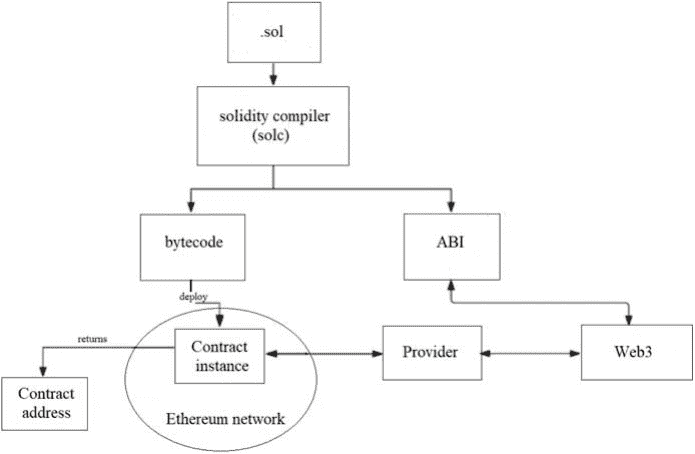 .sol
solidity compiler
(solc)
bytecode
ABI
deploy
returns
Contract
instance
Provider
Web3
Contract
address
Ethereum network